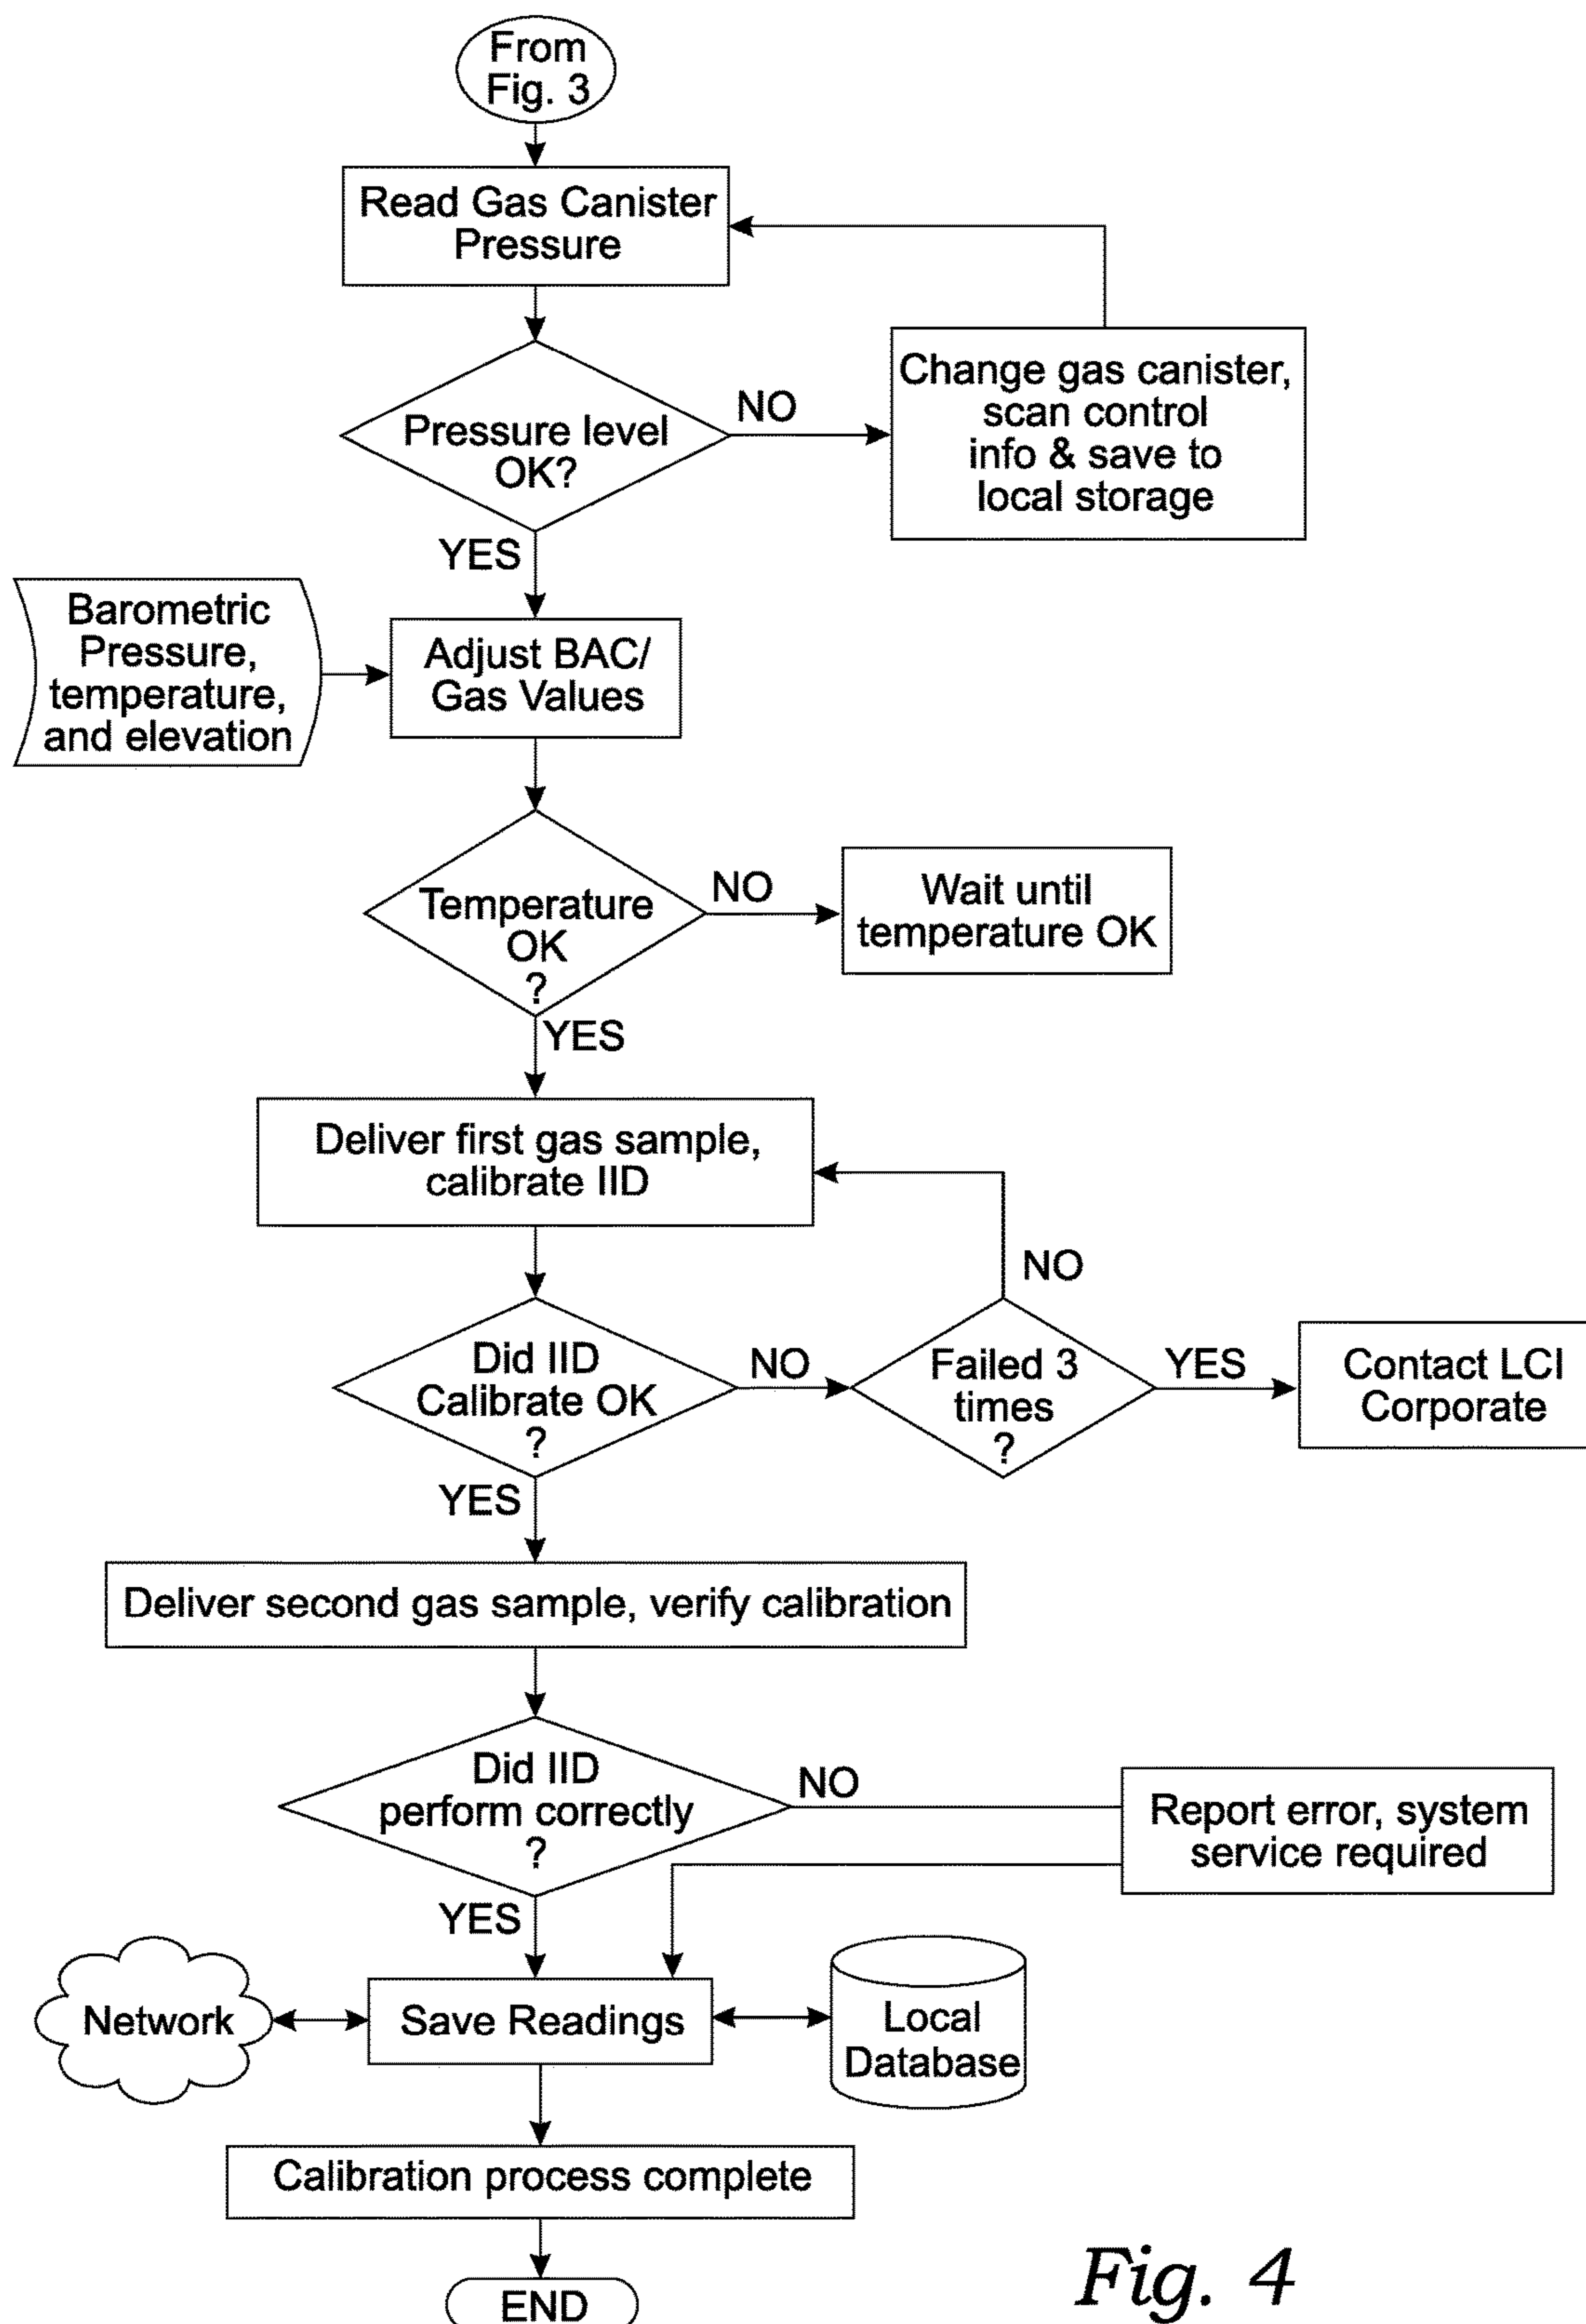 From
Fig. 3
Read Gas Canister
Pressure
Pressure level
OK?
NO
Change gas canister,
scan control
info & save to
local storage
YES
Barometric
Pressure,
temperature,
and elevation
Adjust BAC/
Gas Values
Temperature
OK
?
NO
Wait until
temperature OK
YES
Deliver first gas sample,
calibrate IID
Did IID
Calibrate OK
?
NO
Failed 3
times
?
NO
YES
Contact LCI
Corporate
YES
Deliver second gas sample, verify calibration
Did IID
perform correctly
?
NO
Report error, system
service required
YES
Network
Save Readings
Local
Database
Calibration process complete
END
Fig. 4